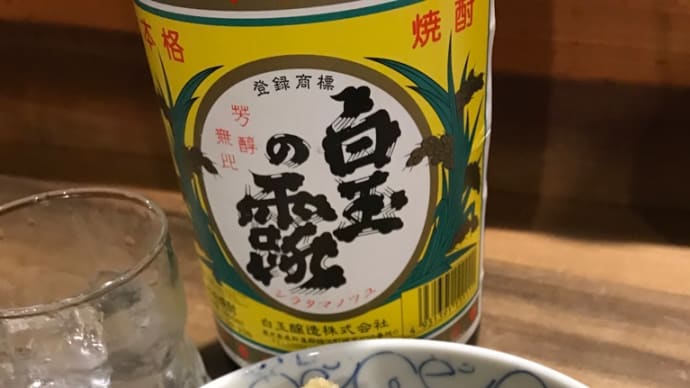 本格
焼酎
登録商標
芳醇
無比
白玉
の露
シラタマノツユ
白玉醸造株式会社